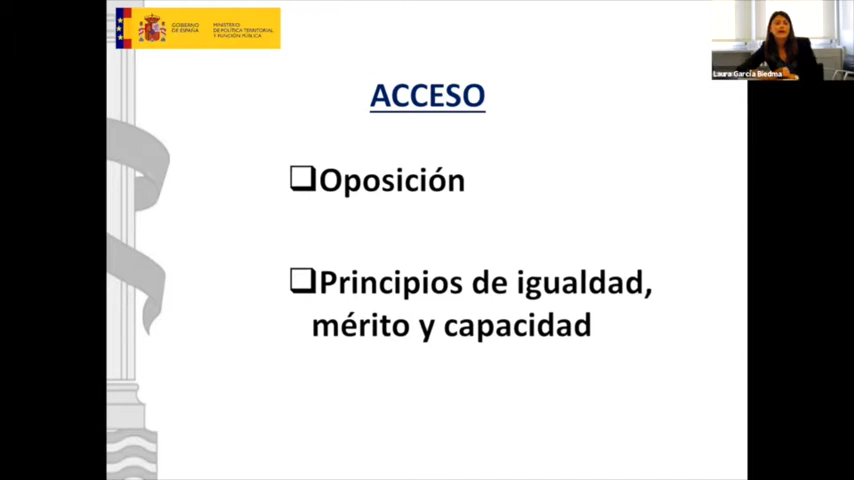 GOBIERNO
DE ESPAÑA
MINISTERIO
DE POLÍTICA TERRITORIAL
Y FUNCIÓN PÚBLICA
Laura García Biedma
ACCESO
Oposición
Principios de igualdad,
mérito y capacidad